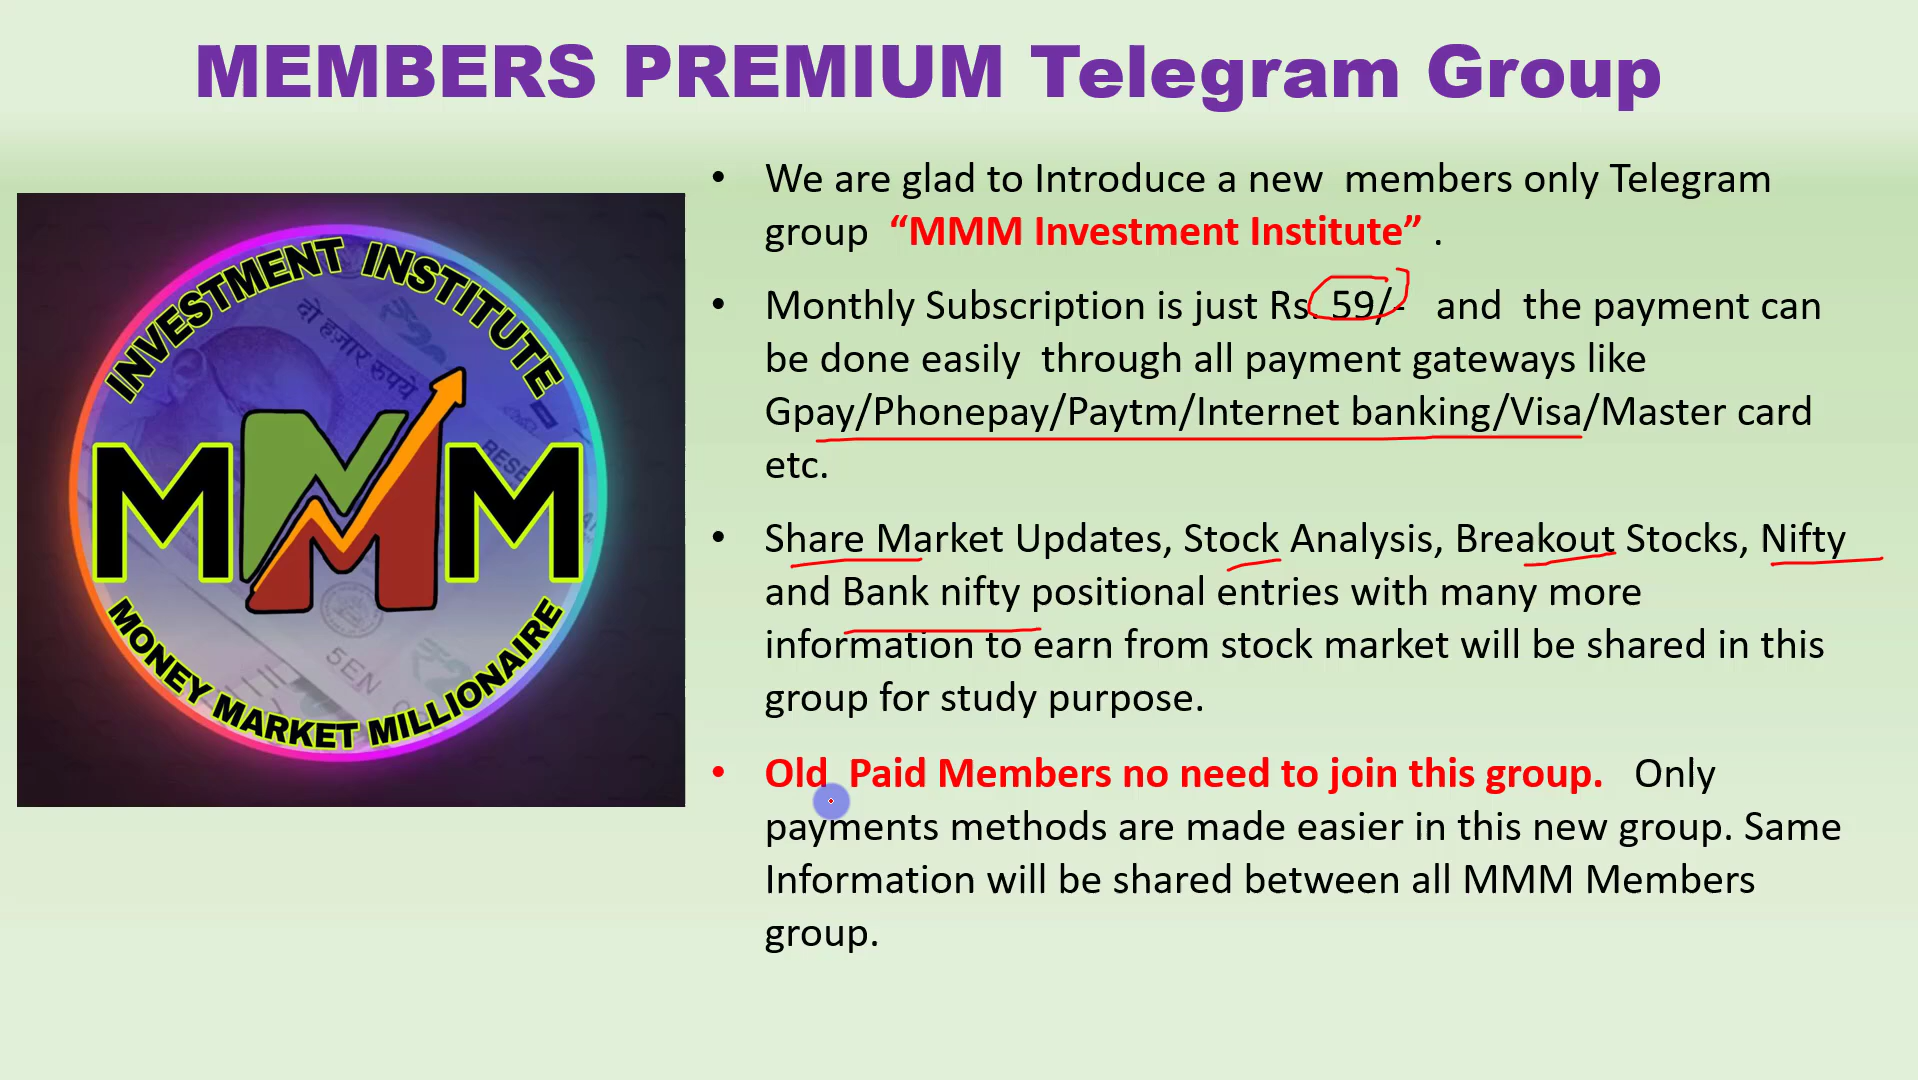 MEMBERS PREMIUM Telegram Group
INVESTMENT INSTITUTE
दो हज़ार रुपये
MMM
5EN
MONEY MARKET MILLIONAIRE
• We are glad to Introduce a new members only Telegram
group “MMM Investment Institute” .
• Monthly Subscription is just Rs. 59/- and the payment can
be done easily through all payment gateways like
Gpay/Phonepay/Paytm/Internet banking/Visa/Master card
etc.
• Share Market Updates, Stock Analysis, Breakout Stocks, Nifty
and Bank nifty positional entries with many more
information to earn from stock market will be shared in this
group for study purpose.
• Old Paid Members no need to join this group. Only
payments methods are made easier in this new group. Same
Information will be shared between all MMM Members
group.